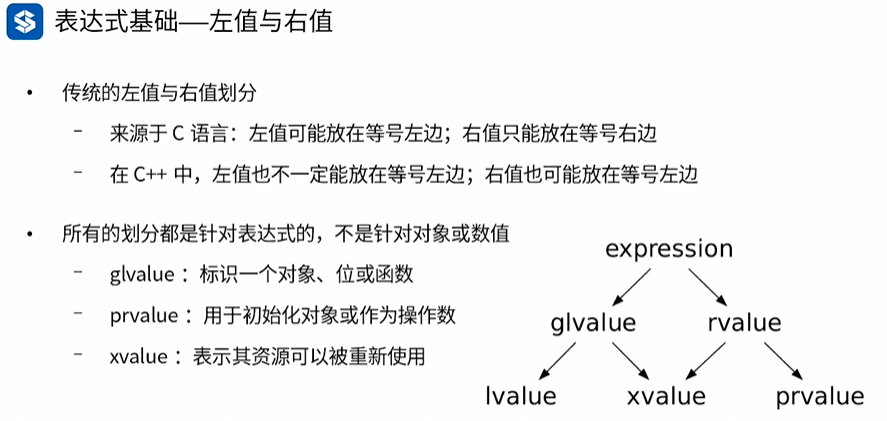 表达式基础—左值与右值
• 传统的左值与右值划分
– 来源于 C 语言：左值可能放在等号左边；右值只能放在等号右边
– 在 C++ 中，左值也不一定能放在等号左边；右值也可能放在等号左边
• 所有的划分都是针对表达式的，不是针对对象或数值
– glvalue ：标识一个对象、位或函数
– prvalue ：用于初始化对象或作为操作数
– xvalue ：表示其资源可以被重新使用
expression
glvalue rvalue
lvalue xvalue prvalue